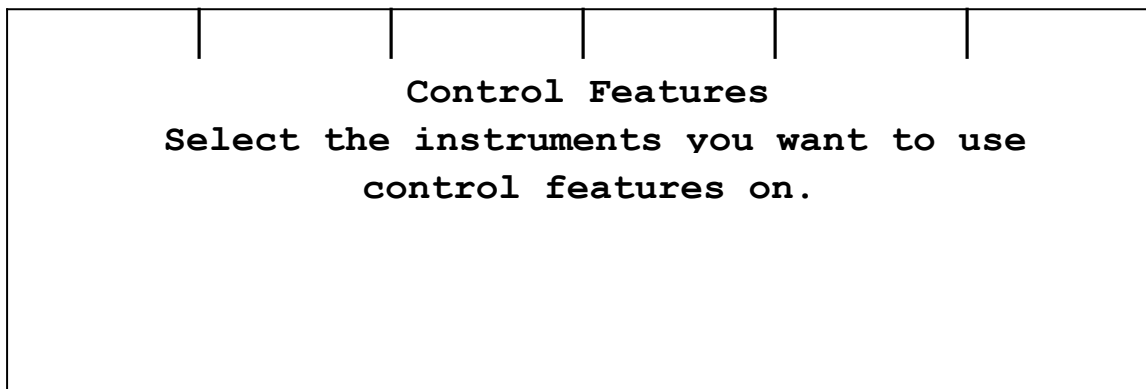 Control Features
Select the instruments you want to use
control features on.